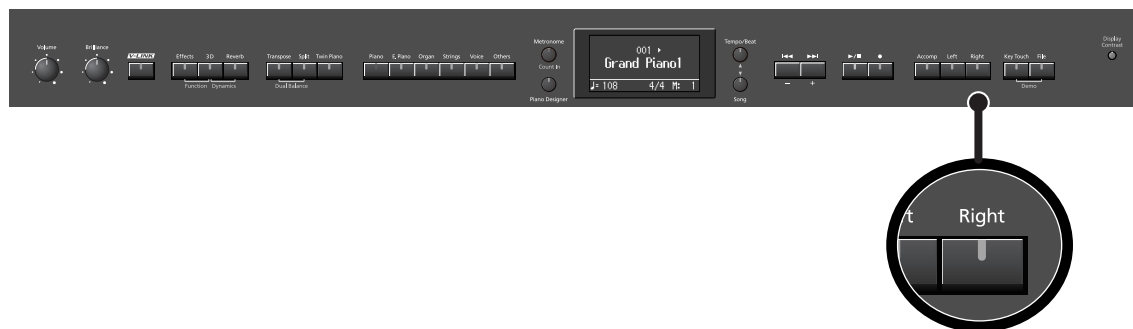 Volume
Brilliance
V-LINK
Effects 3D Reverb
Function Dynamics
Transpose Split Twin Piano
Dual Balance
Piano E. Piano Organ Strings Voice Others
Metronome
Count In
Piano Designer
001
Grand Piano1
♩= 108 4/4 M: 1
Tempo/Beat
Song
− +
Accomp Left Right
Key Touch File
Demo
Display
Contrast
t Right